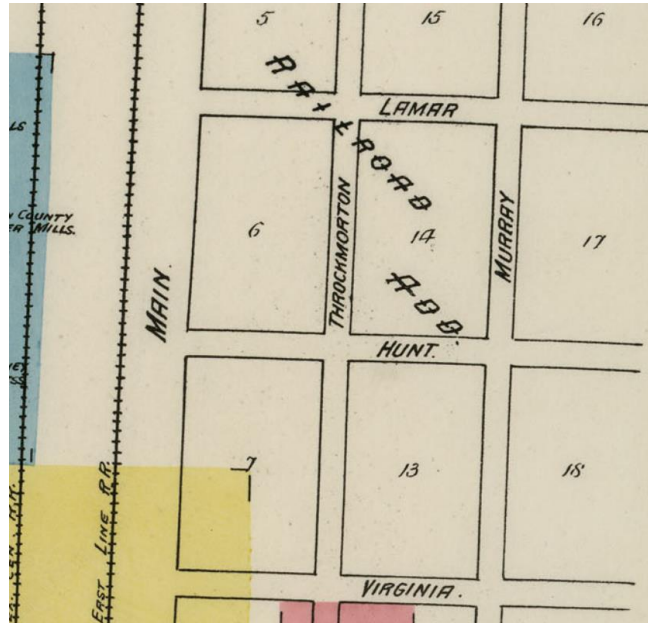 5
15
16
RAILROAD
LAMAR
COUNTY
MILLS.
6
THROCKMORTON
14
MURRAY
17
MAIN.
ADD
HUNT.
7
13
18
EAST LINE R.R.
VIRGINIA.